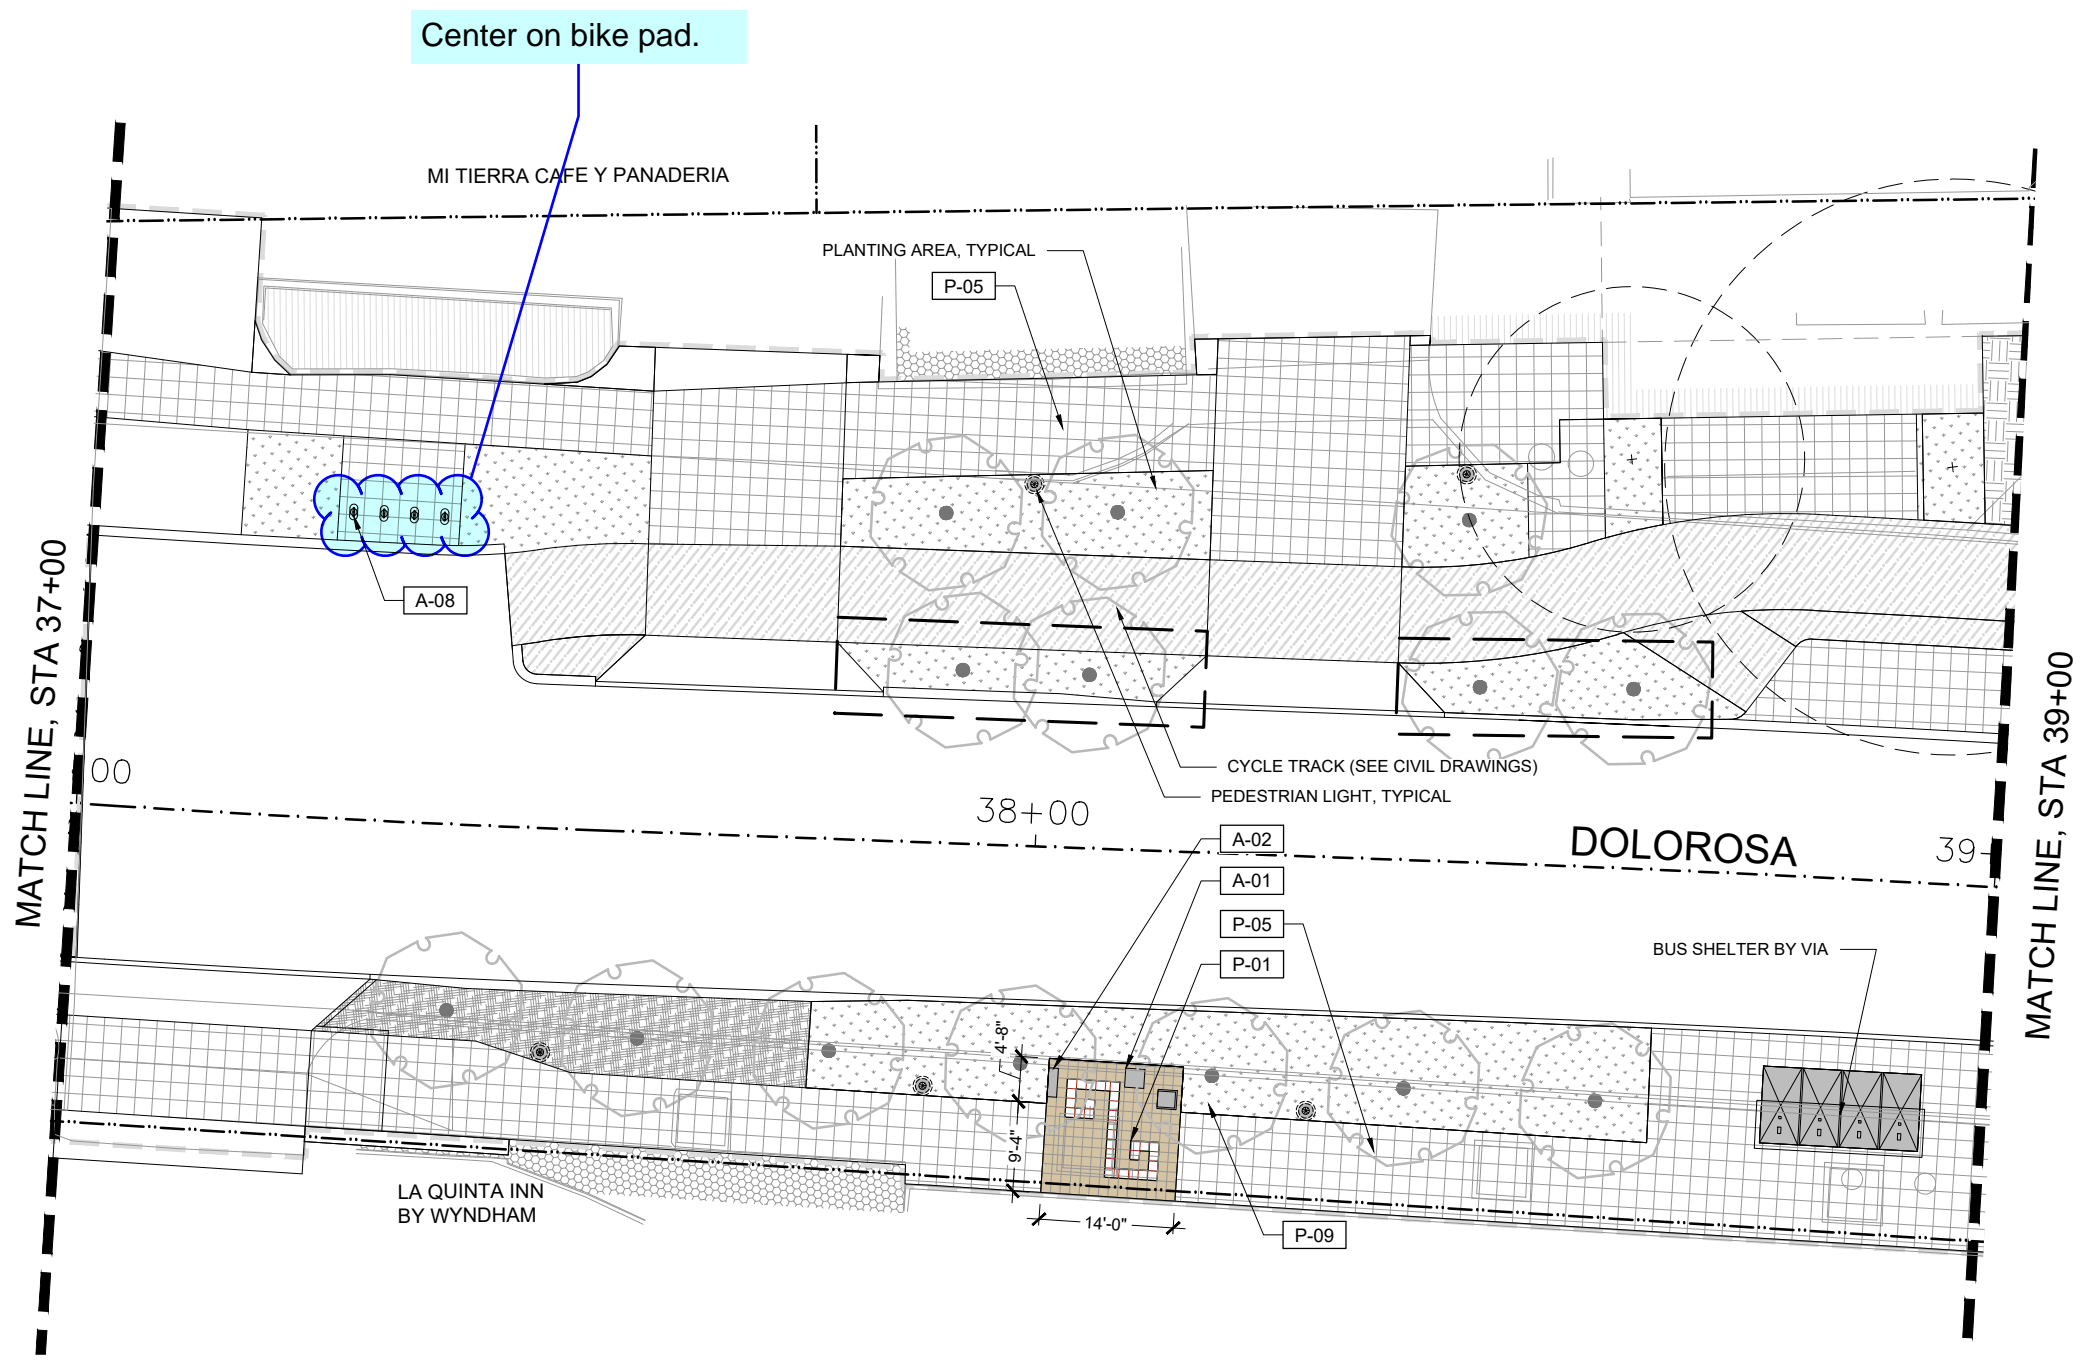 Center on bike pad.
MI TIERRA CAFE Y PANADERIA
PLANTING AREA, TYPICAL
P-05
A-08
MATCH LINE, STA 37+00
MATCH LINE, STA 39+00
CYCLE TRACK (SEE CIVIL DRAWINGS)
PEDESTRIAN LIGHT, TYPICAL
00
38+00
DOLOROSA
39
A-02
A-01
P-05
P-01
BUS SHELTER BY VIA
4'-8"
9'-4"
14'-0"
LA QUINTA INN
BY WYNDHAM
P-09